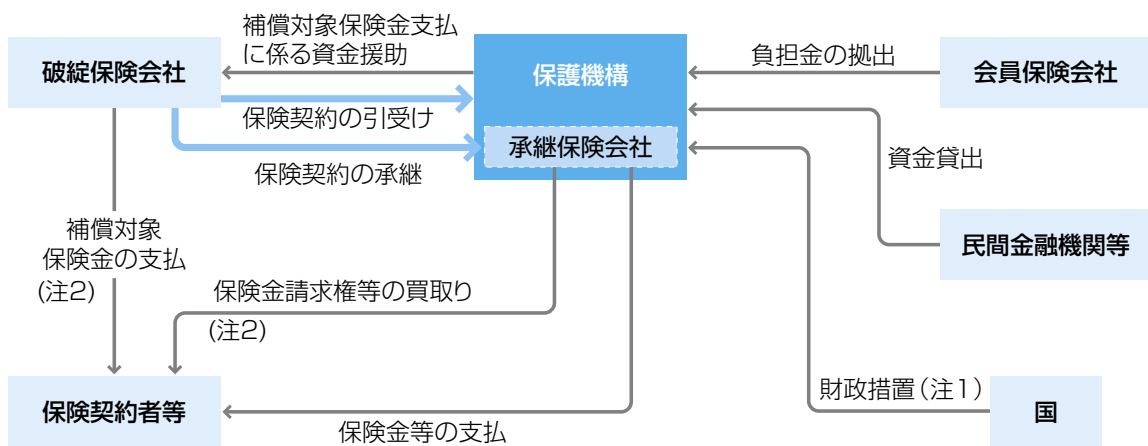 補償対象保険金支払
に係る資金援助
破綻保険会社
保護機構
負担金の拠出
会員保険会社
保険契約の引受け
承継保険会社
保険契約の承継
資金貸出
補償対象
保険金の支払
(注2)
民間金融機関等
保険金請求権等の買取り
(注2)
財政措置(注1)
国
保険契約者等
保険金等の支払